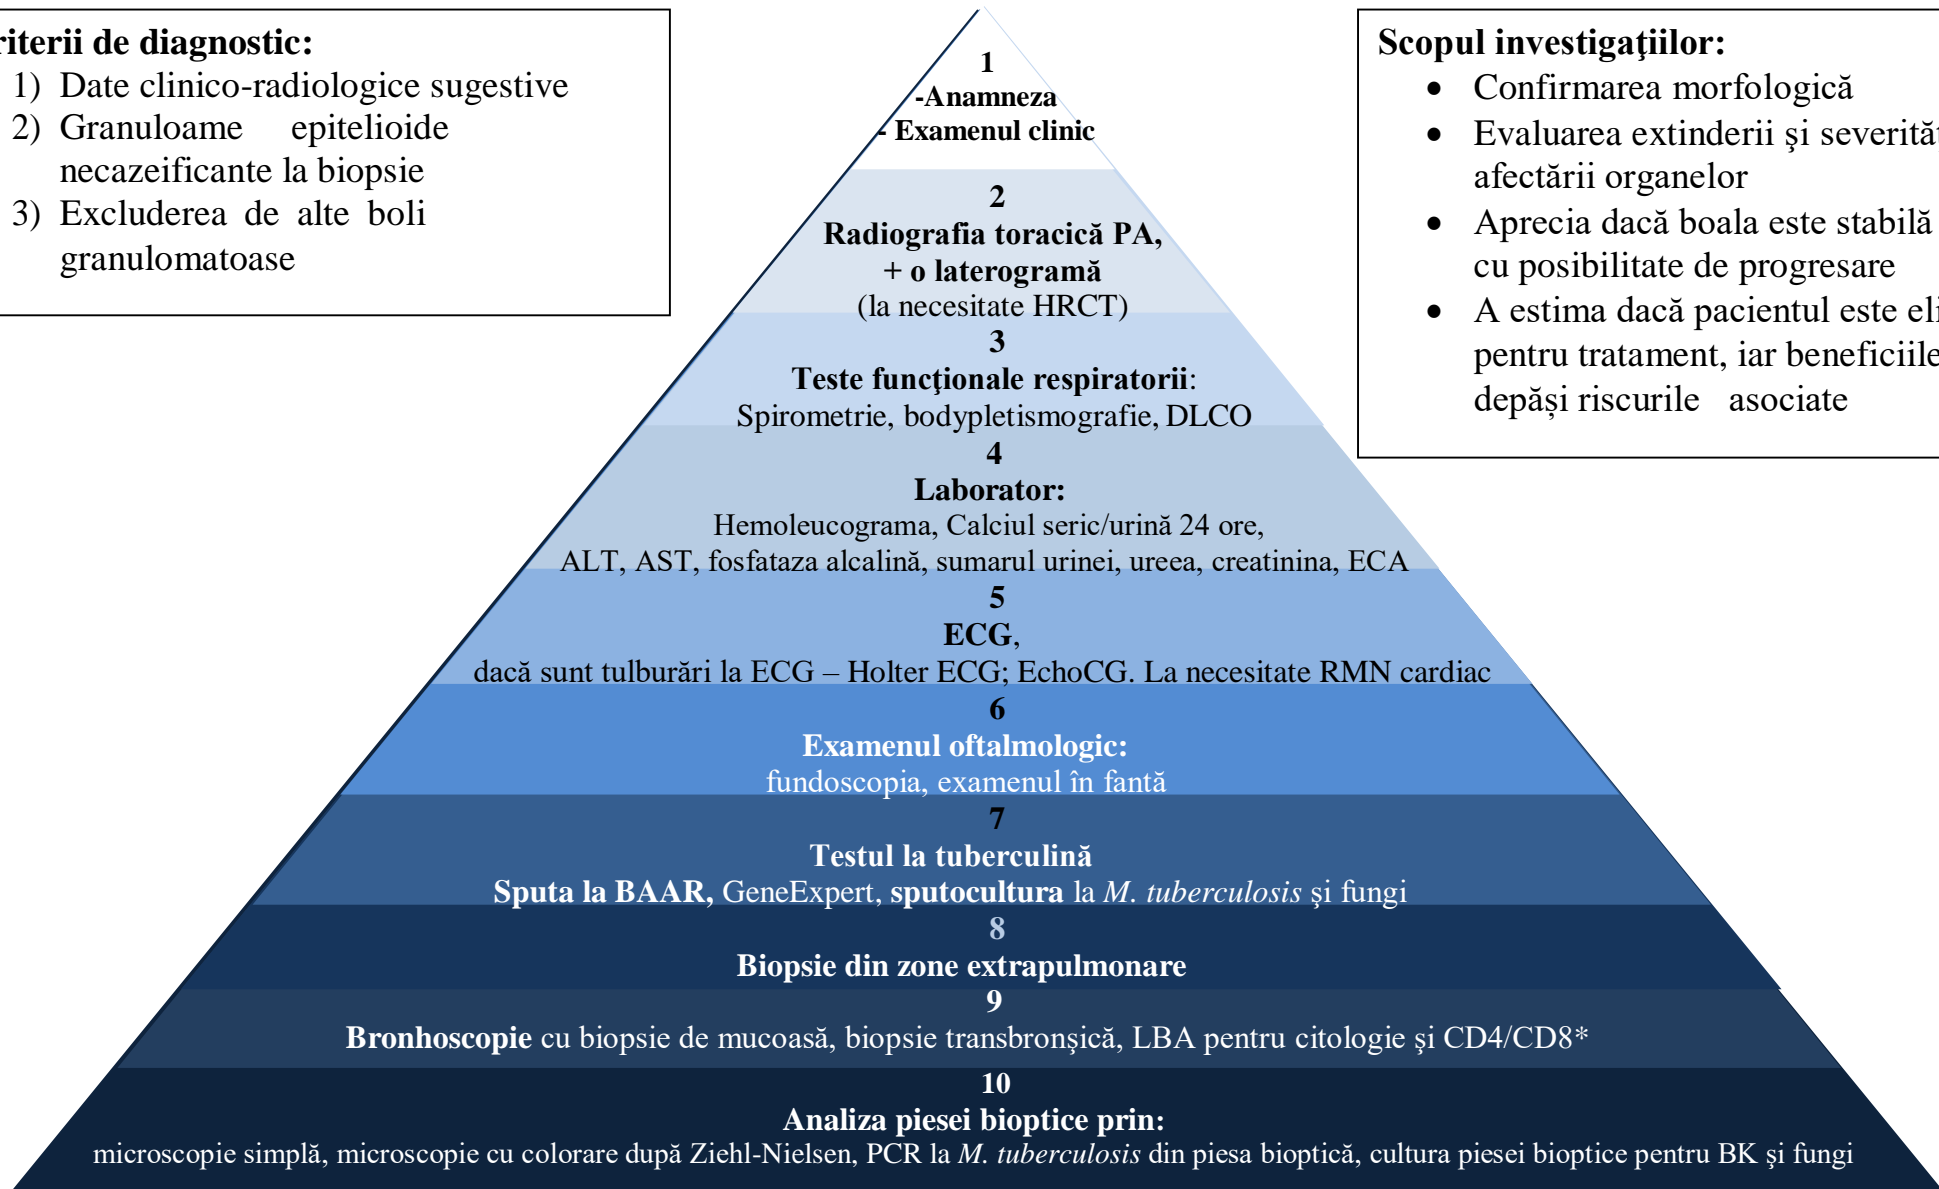 riterii de diagnostic:
1) Date clinico-radiologice sugestive
2) Granuloame epitelioide
necazeificante la biopsie
3) Excluderea de alte boli
granulomatoase
Scopul investigaţiilor:
• Confirmarea morfologică
• Evaluarea extinderii şi severităt
afectării organelor
• Aprecia dacă boala este stabilă
cu posibilitate de progresare
• A estima dacă pacientul este eli
pentru tratament, iar beneficiile
depăși riscurile asociate
1
-Anamneza
- Examenul clinic
2
Radiografia toracică PA,
+ o laterogramă
(la necesitate HRCT)
3
Teste funcţionale respiratorii:
Spirometrie, bodypletismografie, DLCO
4
Laborator:
Hemoleucograma, Calciul seric/urină 24 ore,
ALT, AST, fosfataza alcalină, sumarul urinei, ureea, creatinina, ECA
5
ECG,
dacă sunt tulburări la ECG – Holter ECG; EchoCG. La necesitate RMN cardiac
6
Examenul oftalmologic:
fundoscopia, examenul în fantă
7
Testul la tuberculină
Sputa la BAAR, GeneExpert, sputocultura la M. tuberculosis şi fungi
8
Biopsie din zone extrapulmonare
9
Bronhoscopie cu biopsie de mucoasă, biopsie transbronşică, LBA pentru citologie şi CD4/CD8*
10
Analiza piesei bioptice prin:
microscopie simplă, microscopie cu colorare după Ziehl-Nielsen, PCR la M. tuberculosis din piesa bioptică, cultura piesei bioptice pentru BK şi fungi